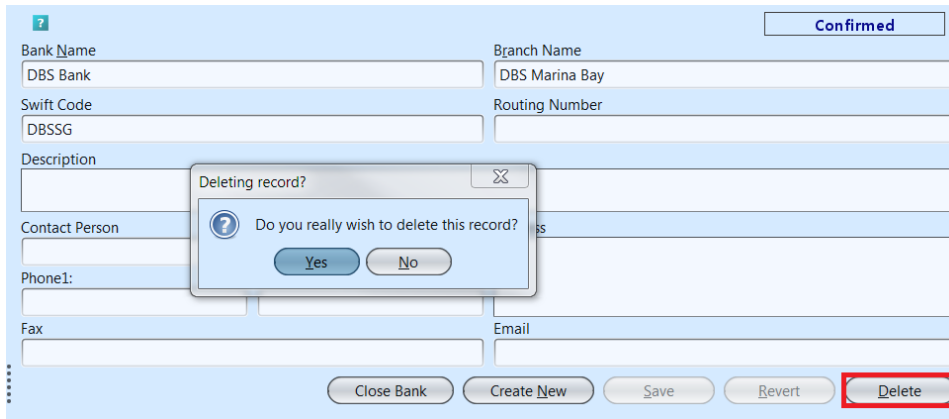 ?
Confirmed
Bank Name
Branch Name
DBS Bank
DBS Marina Bay
Swift Code
Routing Number
DBSSG
Description
Deleting record?
Do you really wish to delete this record?
Yes
No
Contact Person
ss
Phone1:
Fax
Email
Close Bank
Create New
Save
Revert
Delete